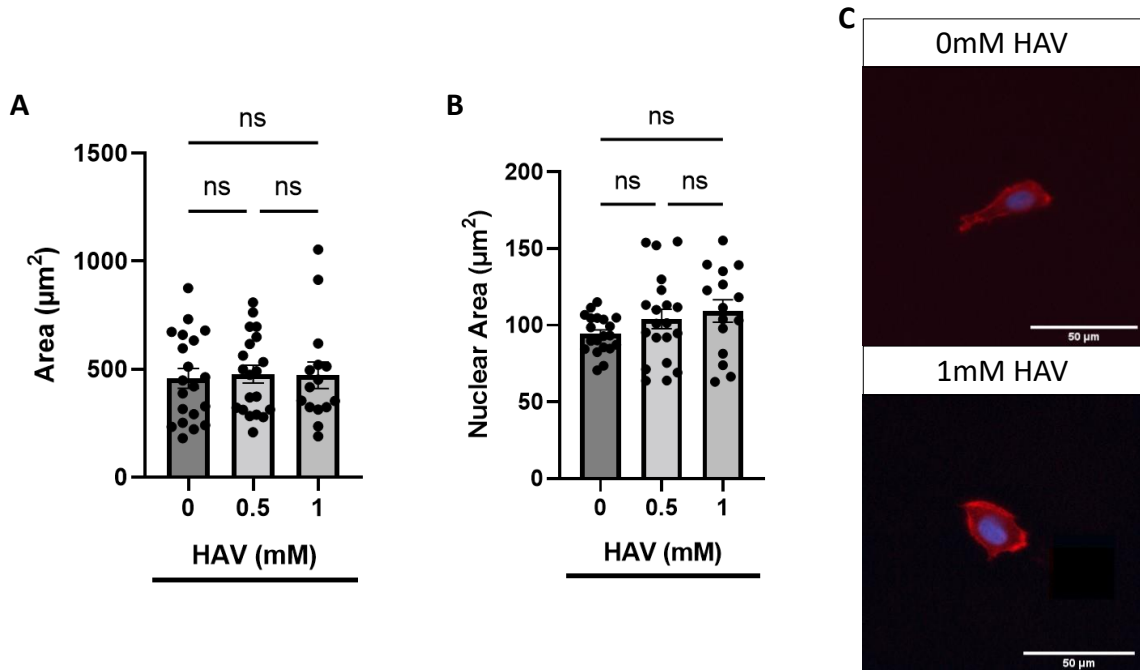 A
ns
ns ns
1500
1000
500
0
Area (µm²)
0 0.5 1
HAV (mM)
B
ns
ns ns
200
150
100
50
0
Nuclear Area (µm²)
0 0.5 1
HAV (mM)
C
0mM HAV
50 µm
1mM HAV
50 µm